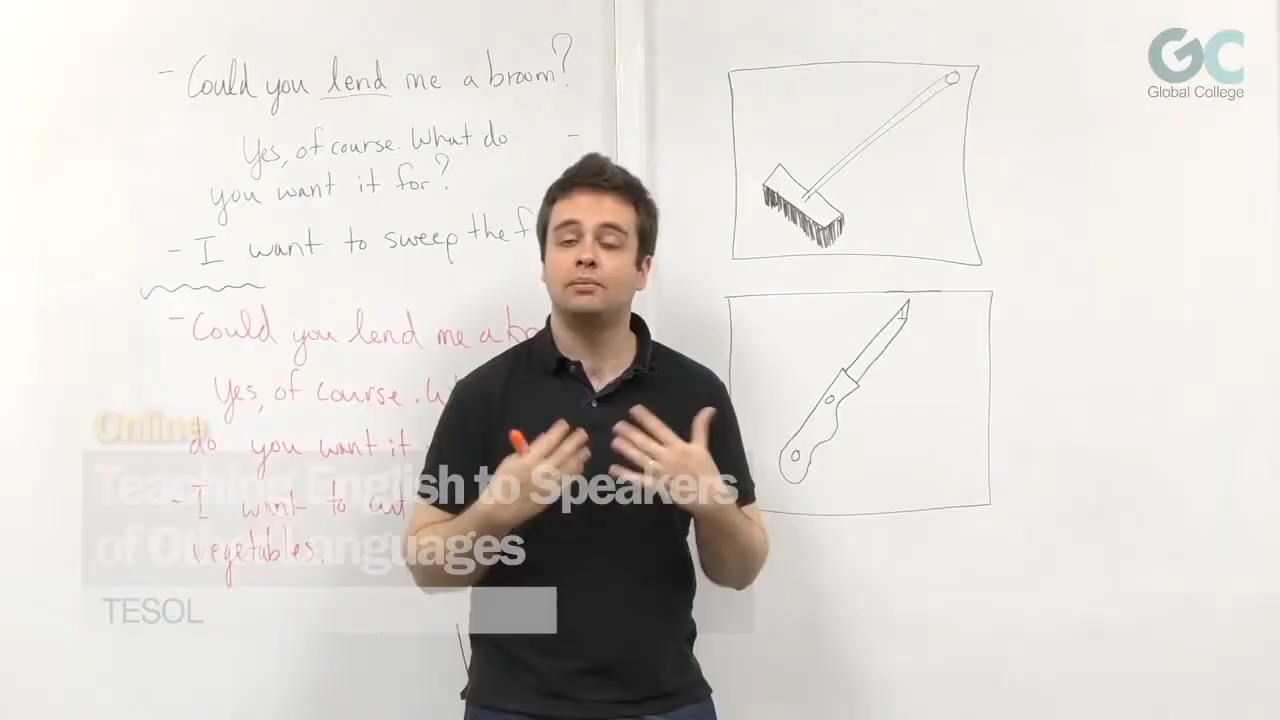 - Could you lend me a broom?
Yes, of course. What do -
you want it for?
- I want to sweep the f
- Could you lend me a b
Yes, of course. W
do you want it
- I want to cut
vegetables.
GC
Global College
Online
Teaching English to Speakers
of Other Languages
TESOL